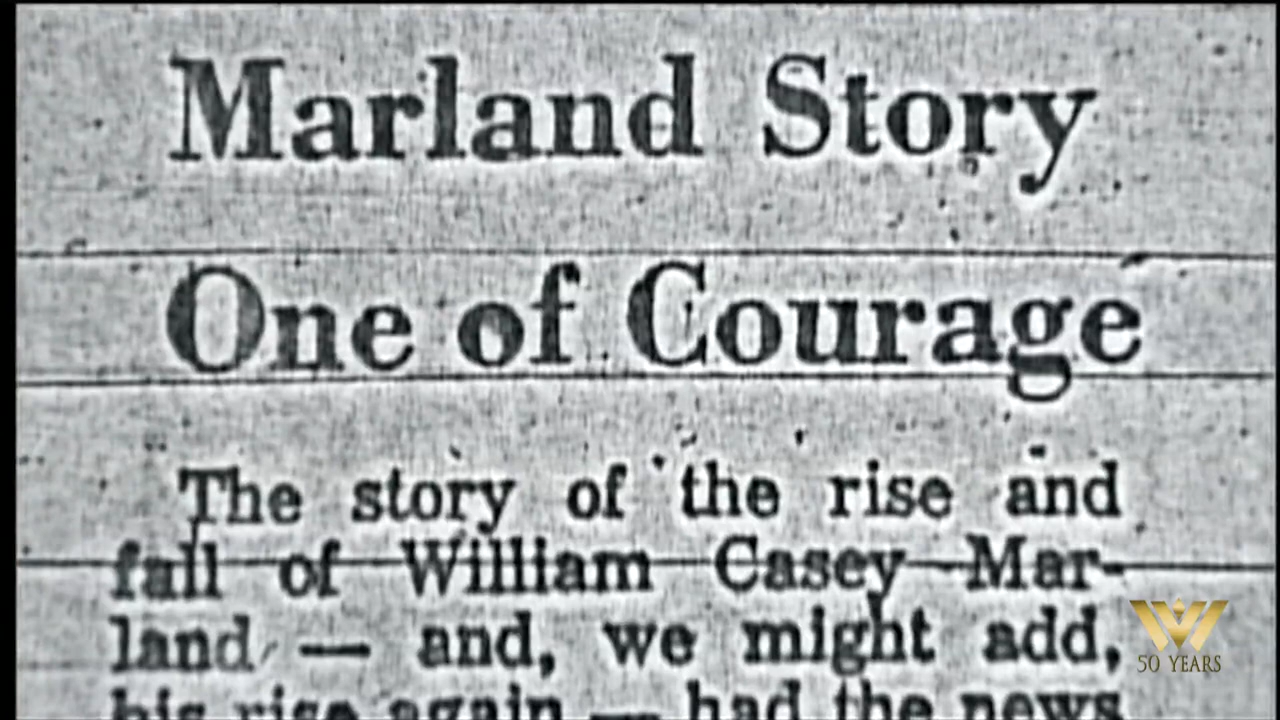 Marland Story
One of Courage
The story of the rise and
fall of William Casey Mar-
land — and, we might add,
his rise again — had the news
50 YEARS